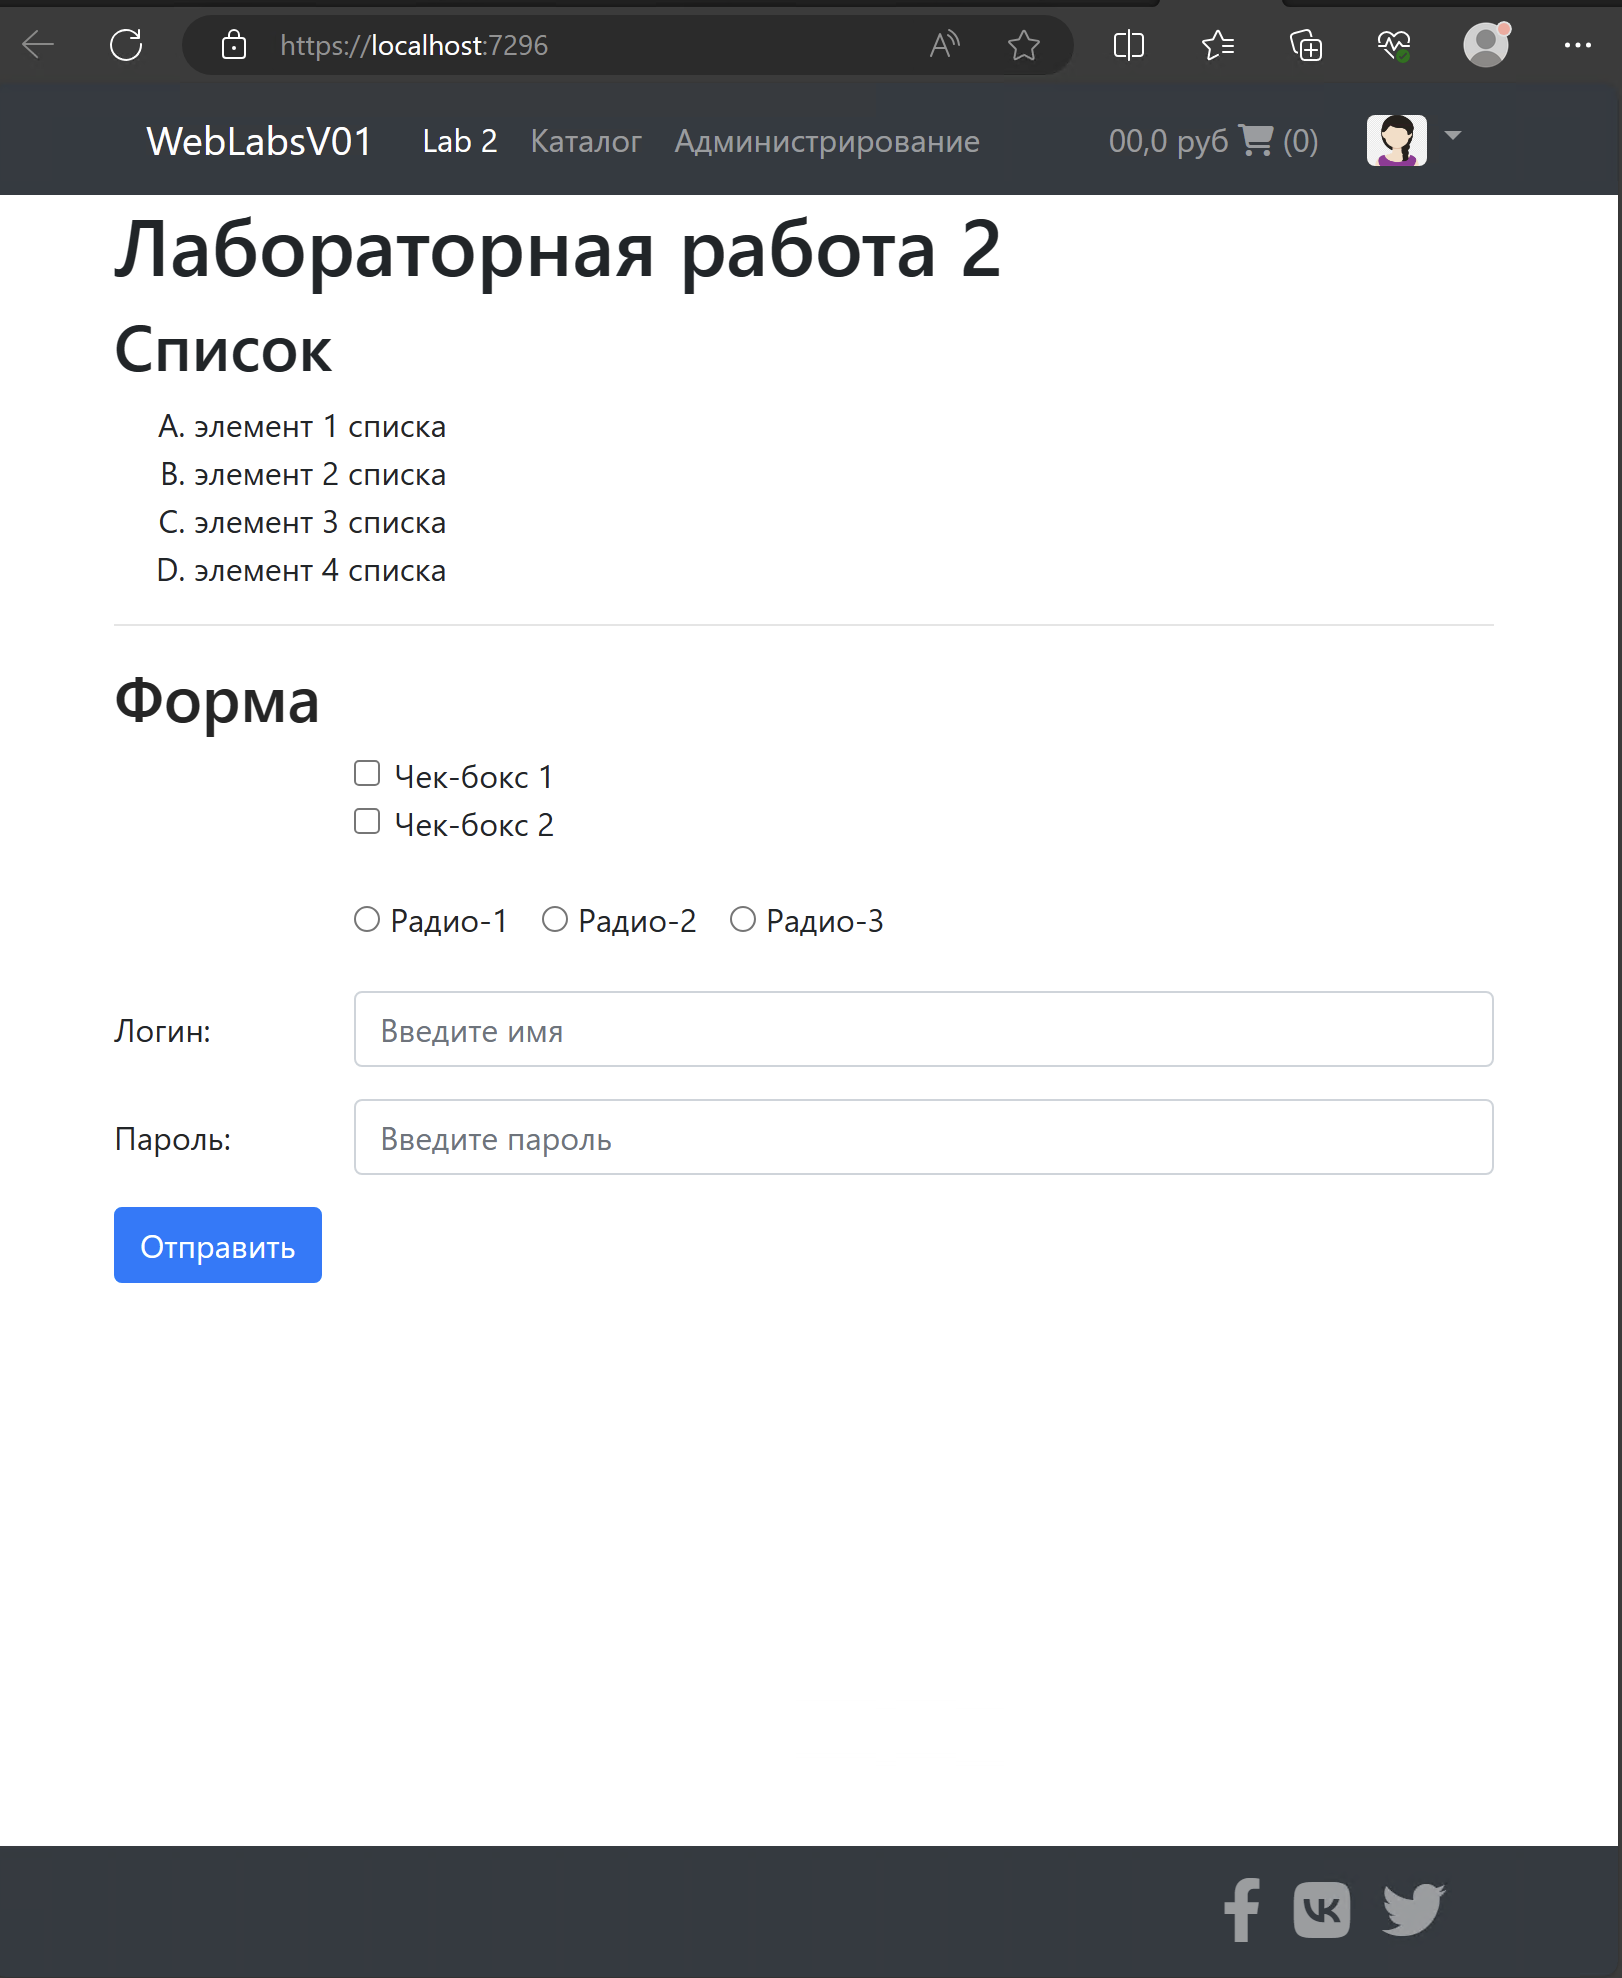 https://localhost:7296
WebLabsV01 Lab 2 Каталог Администрирование 00,0 руб (0)
Лабораторная работа 2
Список
A. элемент 1 списка
B. элемент 2 списка
C. элемент 3 списка
D. элемент 4 списка
Форма
Чек-бокс 1
Чек-бокс 2
Радио-1 Радио-2 Радио-3
Логин: Введите имя
Пароль: Введите пароль
Отправить